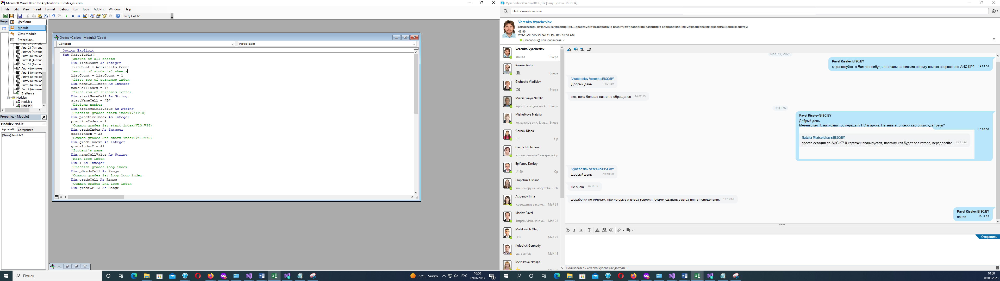 Microsoft Visual Basic for Applications - Grades_v2.xlsm
File Edit View Insert Format Debug Run Tools Add-Ins Window Help
Ln 6, Col 32
Projec
UserForm
Module
Class Module
Procedure...
Лист27 (Антонс
Лист28 (Антонс
Лист29 (Антонс
Лист3 (Антонов
Лист30 (Антонс
Лист31 (Антонс
Лист4 (Антонов
Лист5 (Антонов
Лист6 (Антонов
Лист7 (Антонов
Лист8 (Антонов
Лист9 (Антонов
ЭтаКнига
Modules
Module1
Module2
Properties - Module2
Module2 Module
Alphabetic Categorized
(Name) Module2
Grades_v2.xlsm - Module2 (Code)
(General) ParseTable
Option Explicit
Sub ParseTable()
'amount of all sheets
Dim listCount As Integer
listCount = Worksheets.Count
'amount of students' sheets
listCount = listCount - 1
'first row of surnames index
Dim nameCellIndex As Integer
nameCellIndex = 14
'first row of surnames letter
Dim startNameCell As String
startNameCell = "B"
'Diploma number
Dim diplomaCellValue As String
'Practice grades start index(V4:V10)
Dim practiceIndex As Integer
practiceIndex = 4
'Common grades 1st start index(V23:V38)
Dim gradeIndex As Integer
gradeIndex = 23
'Common grades 2nd start index(V41:V76)
Dim gradeIndex2 As Integer
gradeIndex2 = 41
'Student's name
Dim nameCellValue As String
'Main loop index
Dim I As Integer
'Practice grades loop index
Dim pGradeCell As Range
'Common grades 1st loop loop index
Dim gradeCell As Range
'Common grades 2nd loop index
Dim gradeCell2 As Range
Gra...
Поиск
22°C Sunny
РУС
10:50
09.06.2023
1
Vyacheslav Verenko/BISC/BY [запущено в: 15:18:34]
Найти пользователя
Verenko Vyacheslav
заместитель начальника управления, Департамент разработки и развития\Управление развития и сопровождения межбанковских информационных систем
45-90
259-15-90 375 29 746 11 19 / BY / 10:50 AM
Свободен @ Кальварийская, 7
Verenko Vyacheslav
понял Вчера
Paseko Anton
Вчера
Gluhotko Vladislav
Вчера
Miatselskaya Natalia
просто сегодня по А... Вчера
Mishulkova Natalia
остальное он с Влад... Вчера
Gornak Diana
18 Ср
Gavrilchik Tatiana
согласовывать? наверное Ср
Epifanov Dmitry
#160; Ср
Ezapchuk Oksana
по номеру не могу тебя... Чт
Asipenok Irina
совещание законч... Май 31
Kiselev Pavel
https://visualstudio... Май 23
Matskevich Oleg
:KB Май 23
Kolodich Gennady
да, всё так Май 18
Melnikova Natalja
Май 18
мая 31, 2023
Pavel Kiselev/BISC/BY
здравствуйте. а Вам что-нибудь отвечали на письмо поводу списка вопросов по АИС КР? 14:01:31
Vyacheslav Verenko/BISC/BY
Добрый день 14:01:59
нет, пока больше никто не обращался 14:02:13
ВЧЕРА
Pavel Kiselev/BISC/BY
Добрый день.
Метельская Н. написала про передачу ПО в архив. Не знаете, о каких карточках идёт речь?
16:08:58
Natalia Miatselskaya/BISC/BY
просто сегодня по АИС КР 8 карточек планируется, поэтому как будет все готово, передавайте 13:21:34
Vyacheslav Verenko/BISC/BY
Добрый день 16:10:06
не знаю 16:10:14
доработки по отчетам, про которые я вчера говорил, будем сдавать завтра или в понедельник 16:10:58
Pavel Kiselev/BISC/BY
понял 16:11:09
b i u T A A
Отправить
Пользователь Verenko Vyacheslav доступен
10:50
09.06.2023